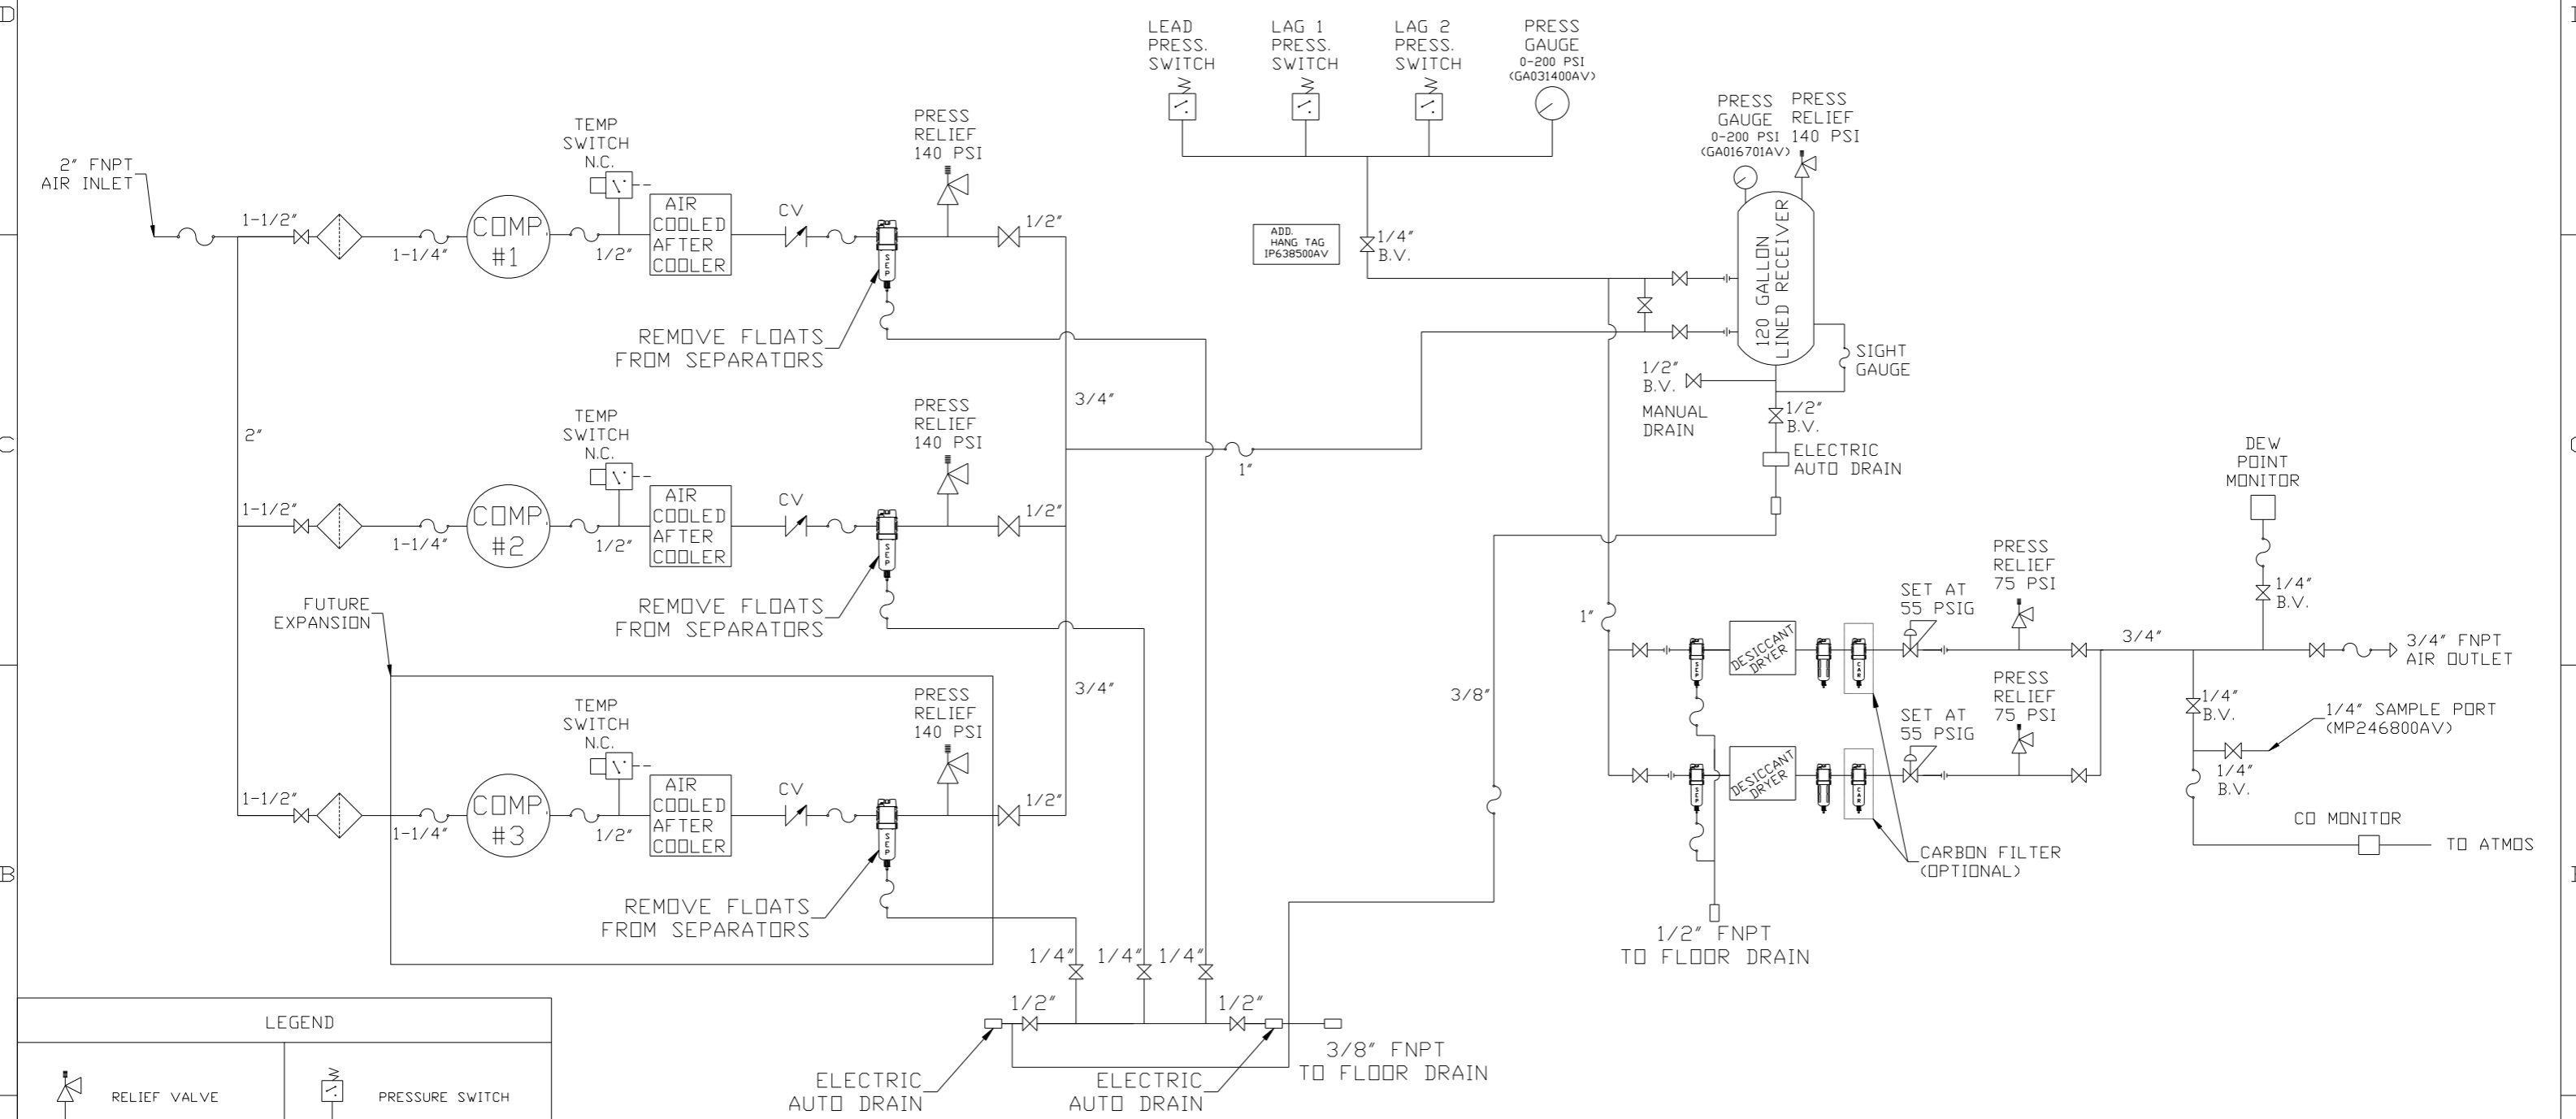 D
LEAD
PRESS.
SWITCH
LAG 1
PRESS.
SWITCH
LAG 2
PRESS.
SWITCH
PRESS
GAUGE
0-200 PSI
(GA031400AV)
PRESS
GAUGE
0-200 PSI
(GA016701AV)
PRESS
RELIEF
140 PSI
2" FNPT
AIR INLET
1-1/2"
1-1/4"
COMP.
#1
1/2"
TEMP
SWITCH
N.C.
AIR
COOLED
AFTER
COOLER
CV
SEP
PRESS
RELIEF
140 PSI
1/2"
REMOVE FLOATS
FROM SEPARATORS
ADD.
HANG TAG
IP638500AV
1/4"
B.V.
120 GALLON
LINED RECEIVER
SIGHT
GAUGE
1/2"
B.V.
MANUAL
DRAIN
1/2"
B.V.
ELECTRIC
AUTO DRAIN
C
2"
3/4"
1"
1-1/2"
1-1/4"
COMP.
#2
1/2"
TEMP
SWITCH
N.C.
AIR
COOLED
AFTER
COOLER
CV
SEP
PRESS
RELIEF
140 PSI
1/2"
REMOVE FLOATS
FROM SEPARATORS
FUTURE
EXPANSION
3/4"
1-1/2"
1-1/4"
COMP.
#3
1/2"
TEMP
SWITCH
N.C.
AIR
COOLED
AFTER
COOLER
CV
SEP
PRESS
RELIEF
140 PSI
1/2"
REMOVE FLOATS
FROM SEPARATORS
3/8"
1"
SEP
DESICCANT
DRYER
CAR
SET AT
55 PSIG
PRESS
RELIEF
75 PSI
SEP
DESICCANT
DRYER
CAR
SET AT
55 PSIG
PRESS
RELIEF
75 PSI
CARBON FILTER
(OPTIONAL)
1/2" FNPT
TO FLOOR DRAIN
3/4"
DEW
POINT
MONITOR
1/4"
B.V.
3/4" FNPT
AIR OUTLET
1/4"
B.V.
1/4" SAMPLE PORT
(MP246800AV)
1/4"
B.V.
CO MONITOR
TO ATMOS
B
1/4"
1/4"
1/4"
1/2"
1/2"
ELECTRIC
AUTO DRAIN
ELECTRIC
AUTO DRAIN
3/8" FNPT
TO FLOOR DRAIN
LEGEND
RELIEF VALVE
PRESSURE SWITCH